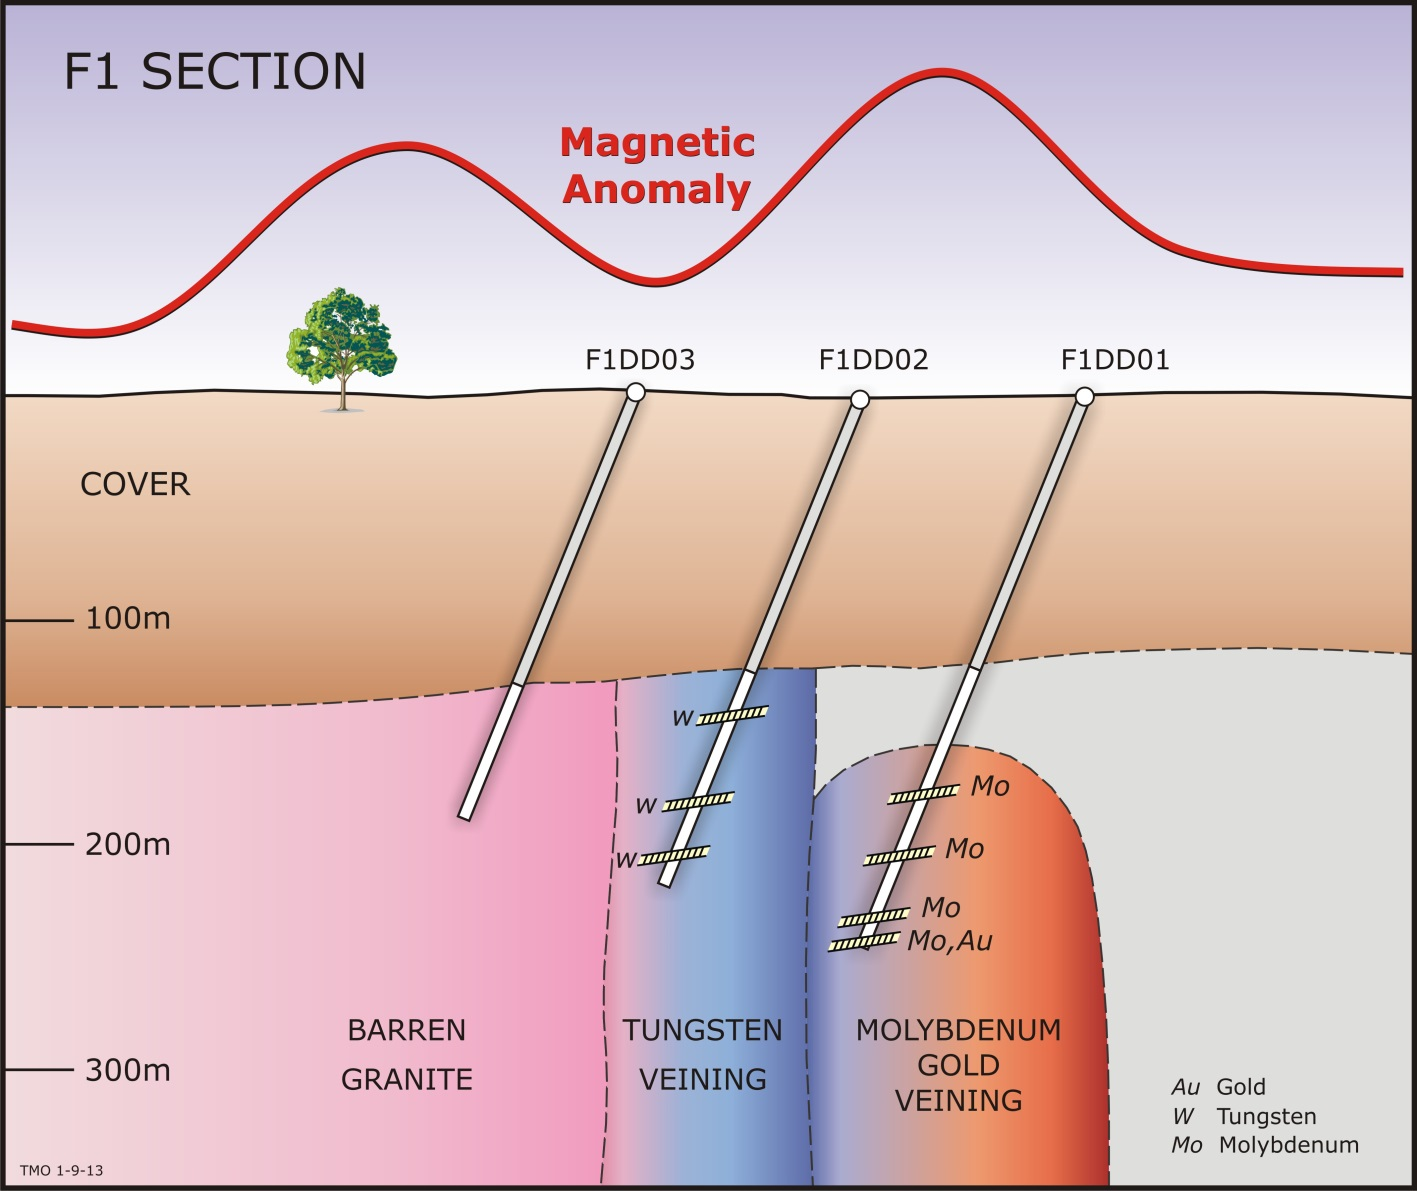 F1 SECTION
Magnetic
Anomaly
F1DD03
F1DD02
F1DD01
COVER
100m
W
Mo
W
200m
Mo
W
Mo
Mo,Au
BARREN
GRANITE
TUNGSTEN
VEINING
MOLYBDENUM
GOLD
VEINING
300m
Au Gold
W Tungsten
Mo Molybdenum
TMO 1-9-13